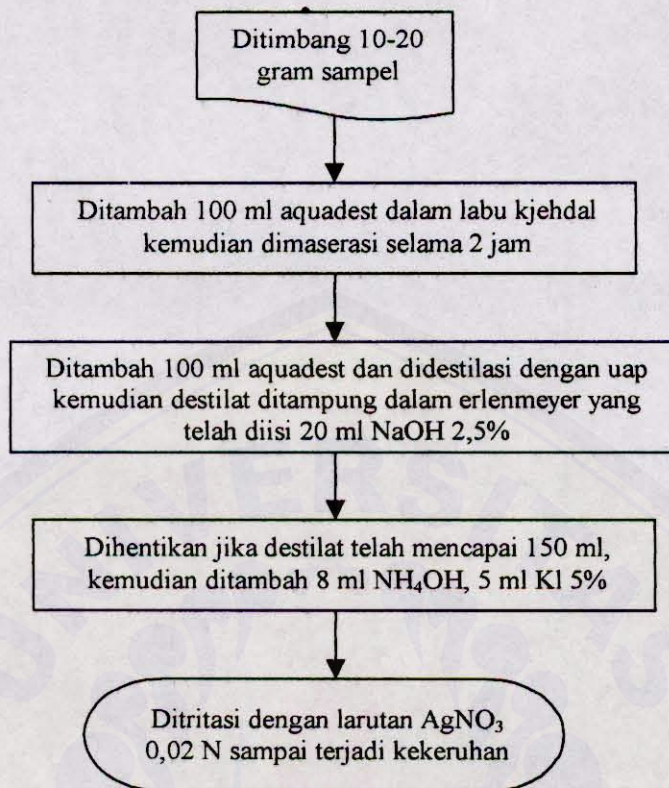 Ditimbang 10-20
gram sampel
Ditambah 100 ml aquadest dalam labu kjehdal
kemudian dimaserasi selama 2 jam
Ditambah 100 ml aquadest dan didestilasi dengan uap
kemudian destilat ditampung dalam erlenmeyer yang
telah diisi 20 ml NaOH 2,5%
Dihentikan jika destilat telah mencapai 150 ml,
kemudian ditambah 8 ml NH₄OH, 5 ml Kl 5%
Ditritasi dengan larutan AgNO₃
0,02 N sampai terjadi kekeruhan
UNIVERSITAS